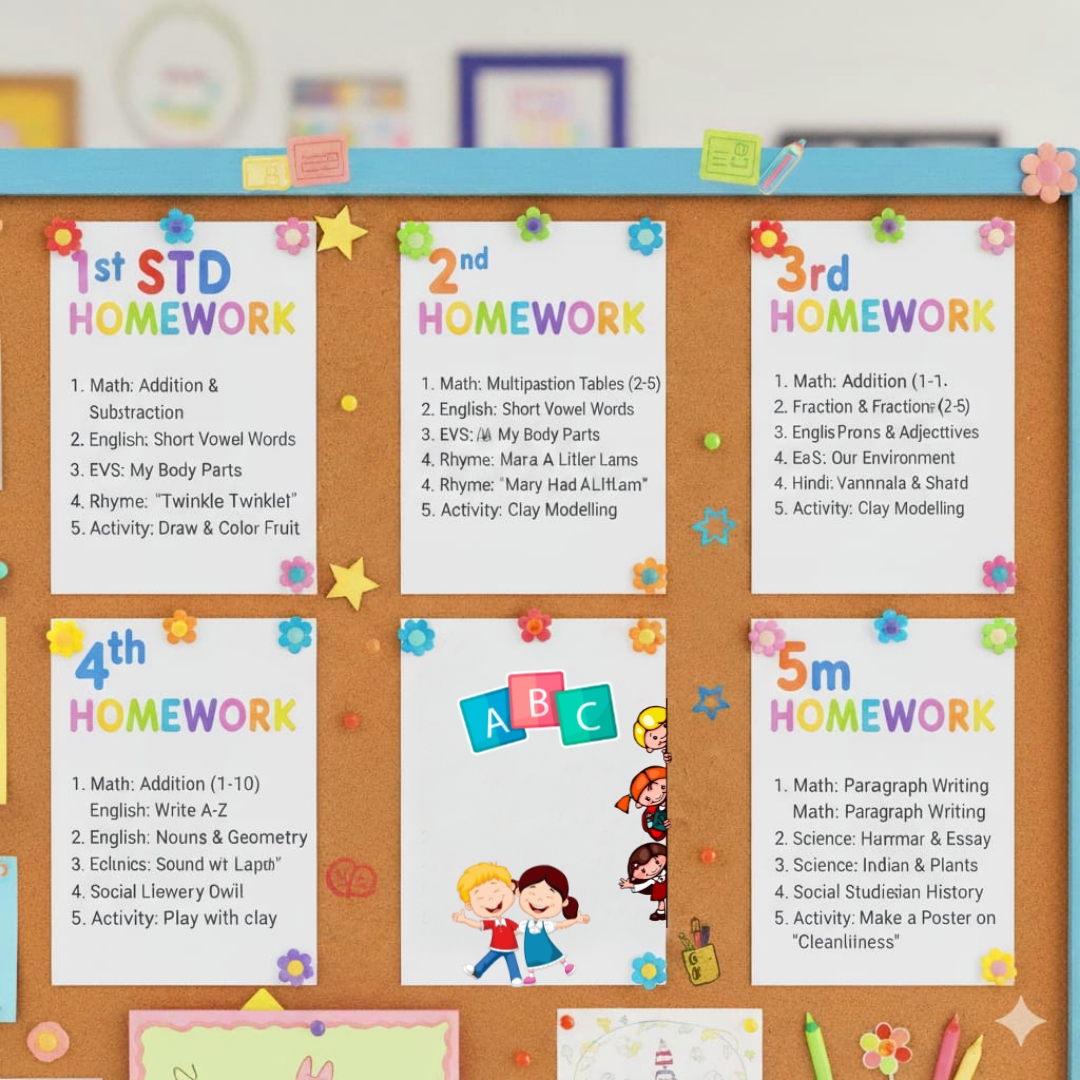 1st STD
HOMEWORK
1. Math: Addition &
Substraction
2. English: Short Vowel Words
3. EVS: My Body Parts
4. Rhyme: "Twinkle Twinklet"
5. Activity: Draw & Color Fruit
2nd
HOMEWORK
1. Math: Multipastion Tables (2-5)
2. English: Short Vowel Words
3. EVS: My Body Parts
4. Rhyme: Mara A Litler Lams
4. Rhyme: "Mary Had
5. Activity: Clay Modelling
3rd
HOMEWORK
1. Math: Addition (1-1.
2. Fraction & Fraction (2-5)
3. Englis Prons & Adjecttives
4. EaS: Our Environment
4. Hindi: Vannnala & Shatd
5. Activity: Clay Modelling
4th
HOMEWORK
1. Math: Addition (1-10)
English: Write A-Z
2. English: Nouns & Geometry
3. Eclnics: Sound wt
4. Social Liewery Owil
5. Activity: Play with clay
A B C
5m
HOMEWORK
1. Math: Paragraph Writing
Math: Paragraph Writing
2. Science: Harmar & Essay
3. Science: Indian & Plants
4. Social Studieian History
5. Activity: Make a Poster on
"Cleanliiness"